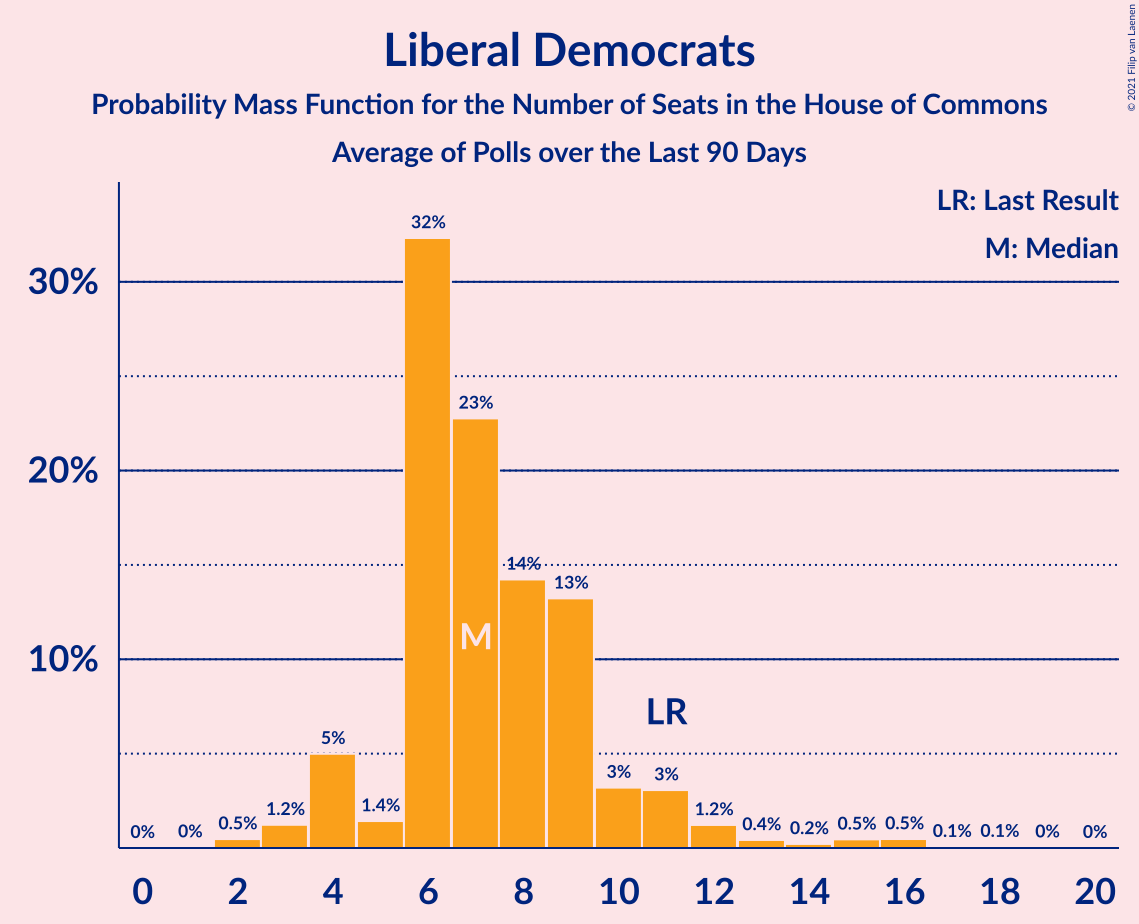 Liberal Democrats
Probability Mass Function for the Number of Seats in the House of Commons
Average of Polls over the Last 90 Days
© 2021 Filip van Laenen
LR: Last Result
M: Median
30%
20%
10%
0%
0%
0.5%
1.2%
5%
1.4%
32%
23%
14%
13%
3%
3%
1.2%
0.4%
0.2%
0.5%
0.5%
0.1%
0.1%
0%
0%
M
LR
0 2 4 6 8 10 12 14 16 18 20